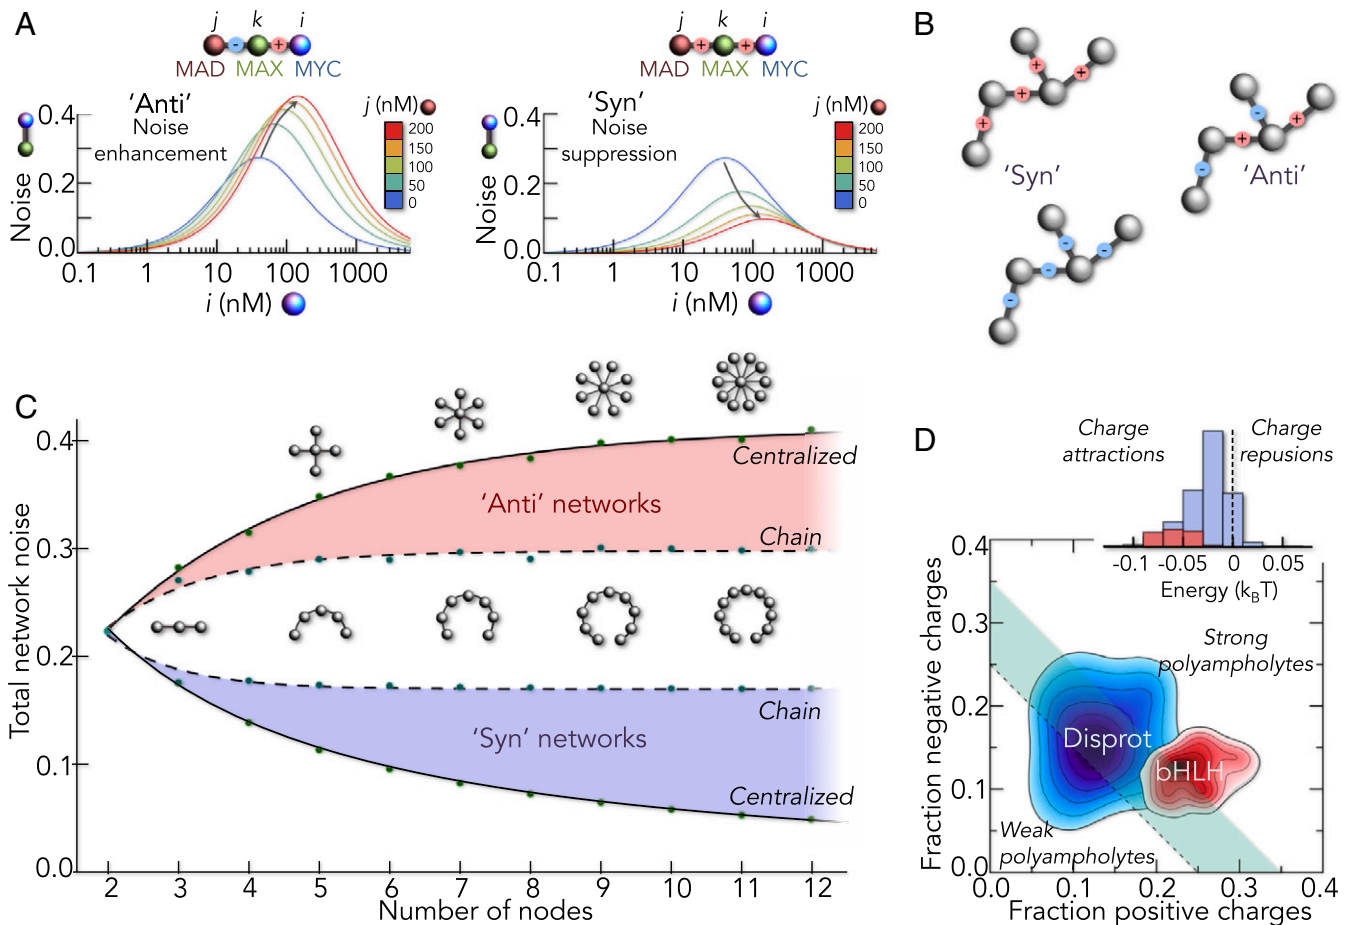 A
j k i
- +
MAD MAX MYC
'Anti'
Noise
enhancement
j (nM)
200
150
100
50
0
Noise
0.4
0.2
0.0
0.1 1 10 100 1000
i (nM)
j k i
+ +
MAD MAX MYC
'Syn'
Noise
suppression
j (nM)
200
150
100
50
0
Noise
0.4
0.2
0.0
0.1 1 10 100 1000
i (nM)
B
+ + + +
'Syn'
- + + -
'Anti'
- - - -
C
Total network noise
0.4
0.3
0.2
0.1
0.0
Centralized
'Anti' networks
Chain
Chain
'Syn' networks
Centralized
2 3 4 5 6 7 8 9 10 11 12
Number of nodes
D
Charge
attractions
Charge
repusions
-0.1 -0.05 0 0.05
Energy (kBT)
Fraction negative charges
0.4
0.3
0.2
0.1
0.0
Strong
polyampholytes
Disprot
bHLH
Weak
polyampholytes
0.0 0.1 0.2 0.3 0.4
Fraction positive charges